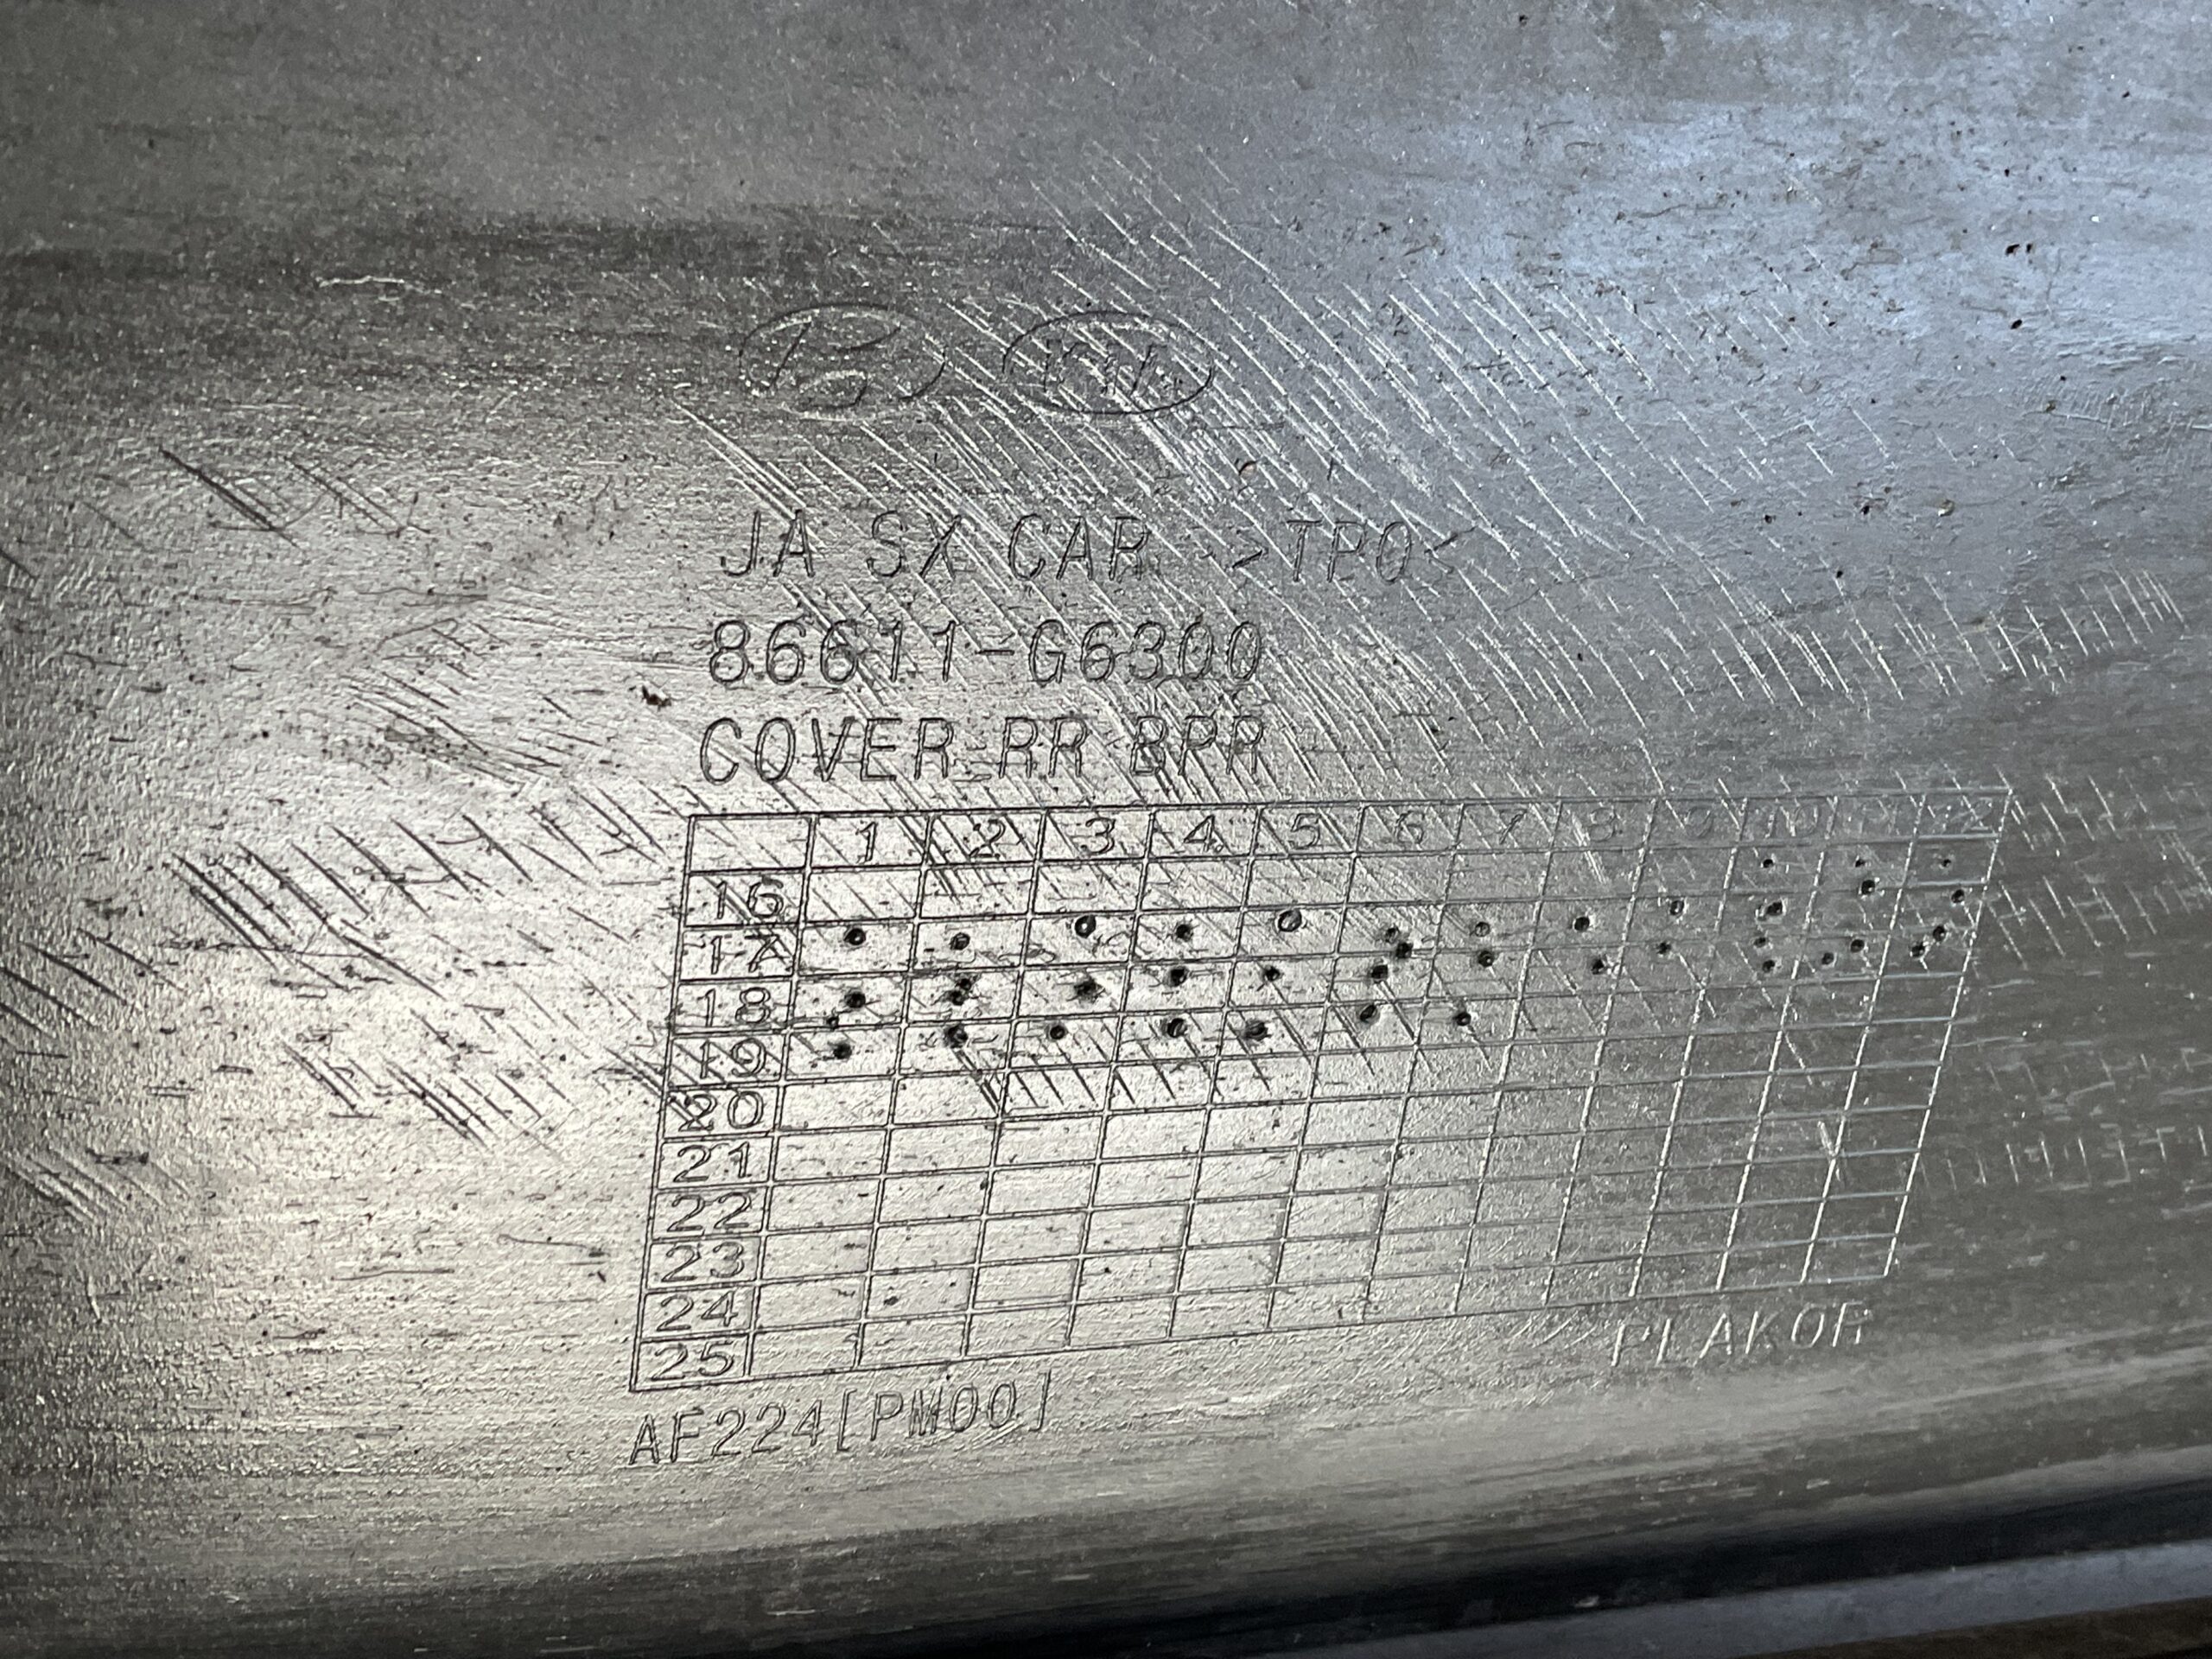 KIA
JA SX CAR >TPO<
86611-G6300
COVER RR BPR
1 2 3 4 5 6 7 8 9 10 11 12
16
17
18
19
20
21
22
23
24
25
PLAKOR
AF224[PM00]